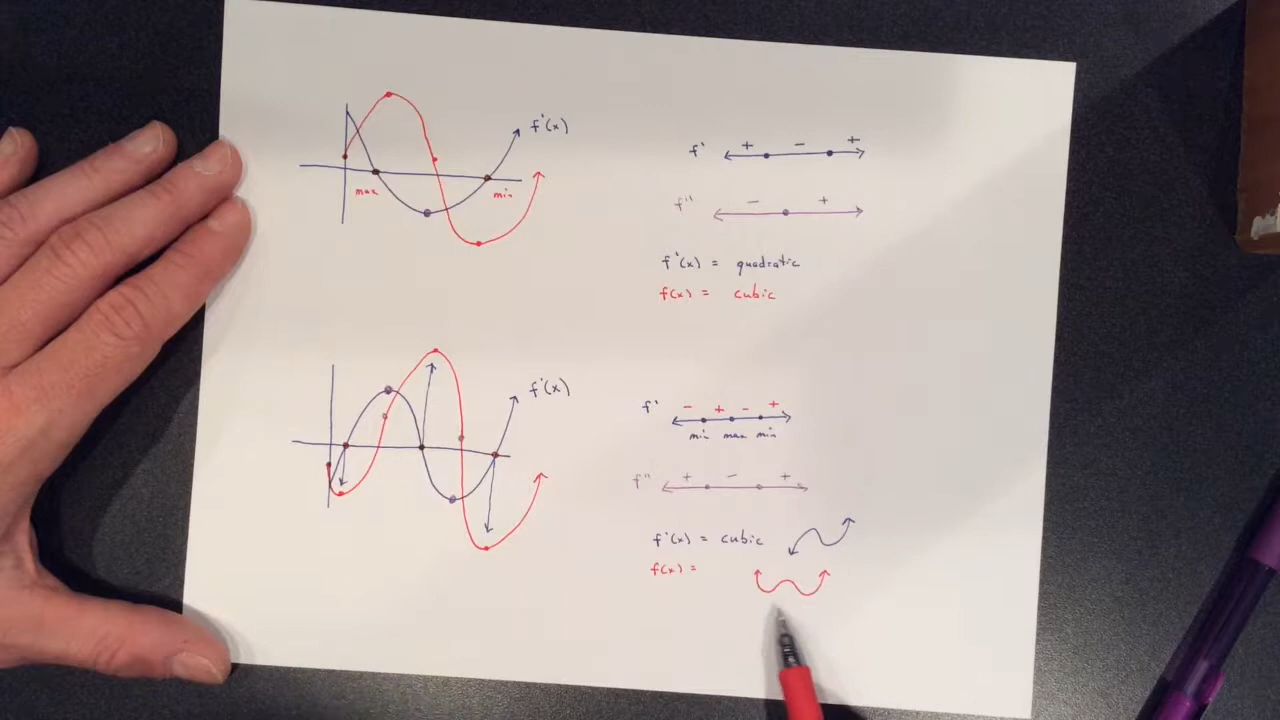 f'(x)
max
min
f' + - +
f'' - +
f'(x) = quadratic
f(x) = cubic
f'(x)
f' - + - +
min max min
f'' + - +
f'(x) = cubic
f(x) =